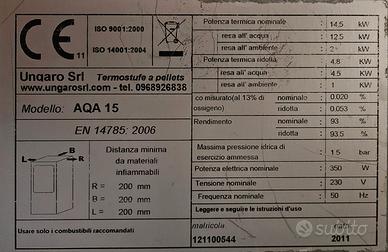 CE 11
ISO 9001:2000
ISO 14001:2004
Ungaro Srl Termostufe a pellets
www.ungarosrl.com tel. 0968926838
Modello: AQA 15
EN 14785: 2006
Distanza minima
da materiali
infiammabili
R = 200 mm
B = 200 mm
L = 200 mm
B
R
L
Usare solo i combustibili raccomandati
Potenza termica nominale : 14,5 kW
resa all' acqua : 12,5 kW
resa all' ambiente : 2 kW
Potenza termica ridotta : 4.8 kW
resa all' acqua : 4,5 kW
resa all' ambiente : 1 kW
co misurato(al 13% di ossigeno) nominale : 0.020 %
ridotta : 0.053 %
Rendimento nominale : 93 %
ridotta : 93.5 %
Massima pressione idrica di
esercizio ammessa : 1.5 bar
Potenza elettrica nominale : 350 W
Tensione nominale : 230 V
Frequenza nominale : 50 Hz
Leggere e seguire le istruzioni d'uso
matricola
121100544
2011
subito